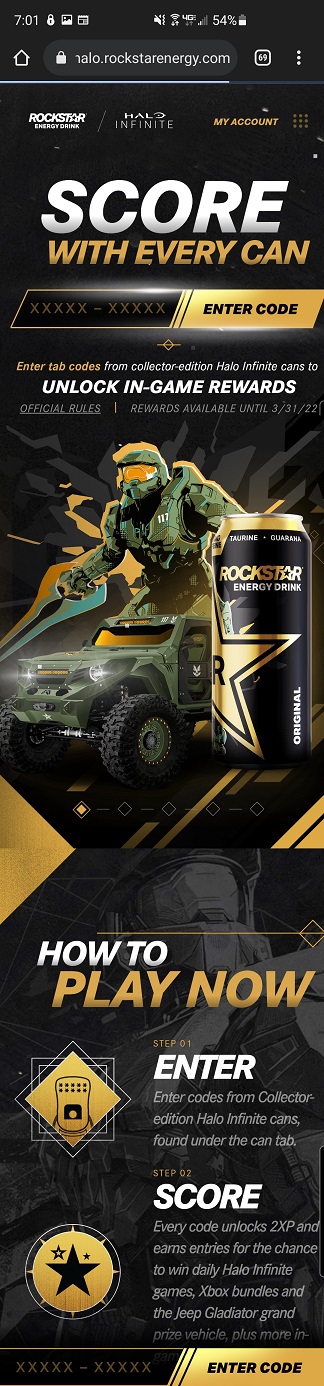 7:01
54%
halo.rockstarenergy.com
69
ROCKSTAR
ENERGY DRINK
HALO
INFINITE
MY ACCOUNT
SCORE
WITH EVERY CAN
XXXXX – XXXXX
ENTER CODE
Enter tab codes from collector-edition Halo Infinite cans to
UNLOCK IN-GAME REWARDS
OFFICIAL RULES
REWARDS AVAILABLE UNTIL 3/31/22
117
TAURINE • GUARANA
ROCKSTAR
ENERGY DRINK
117
R
ORIGINAL
HOW TO
PLAY NOW
STEP 01
ENTER
Enter codes from Collector-
edition Halo Infinite cans,
found under the can tab.
STEP 02
SCORE
Every code unlocks 2XP and
earns entries for the chance
to win daily Halo Infinite
games, Xbox bundles and
the Jeep Gladiator grand
prize vehicle, plus more in-
XXXXX – XXXXX
ENTER CODE